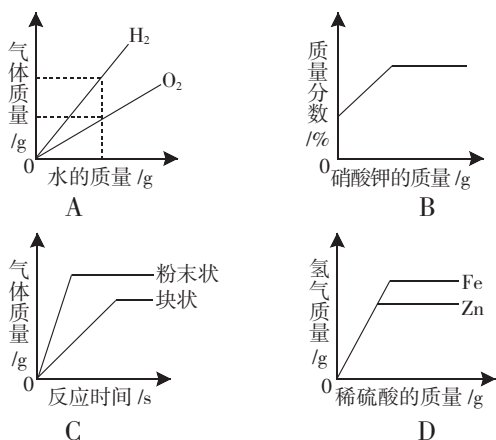 气体质量/g
H₂
O₂
0
水的质量/g
A
质量分数/%
0
硝酸钾的质量/g
B
气体质量/g
粉末状
块状
0
反应时间/s
C
氢气质量/g
Fe
Zn
0
稀硫酸的质量/g
D